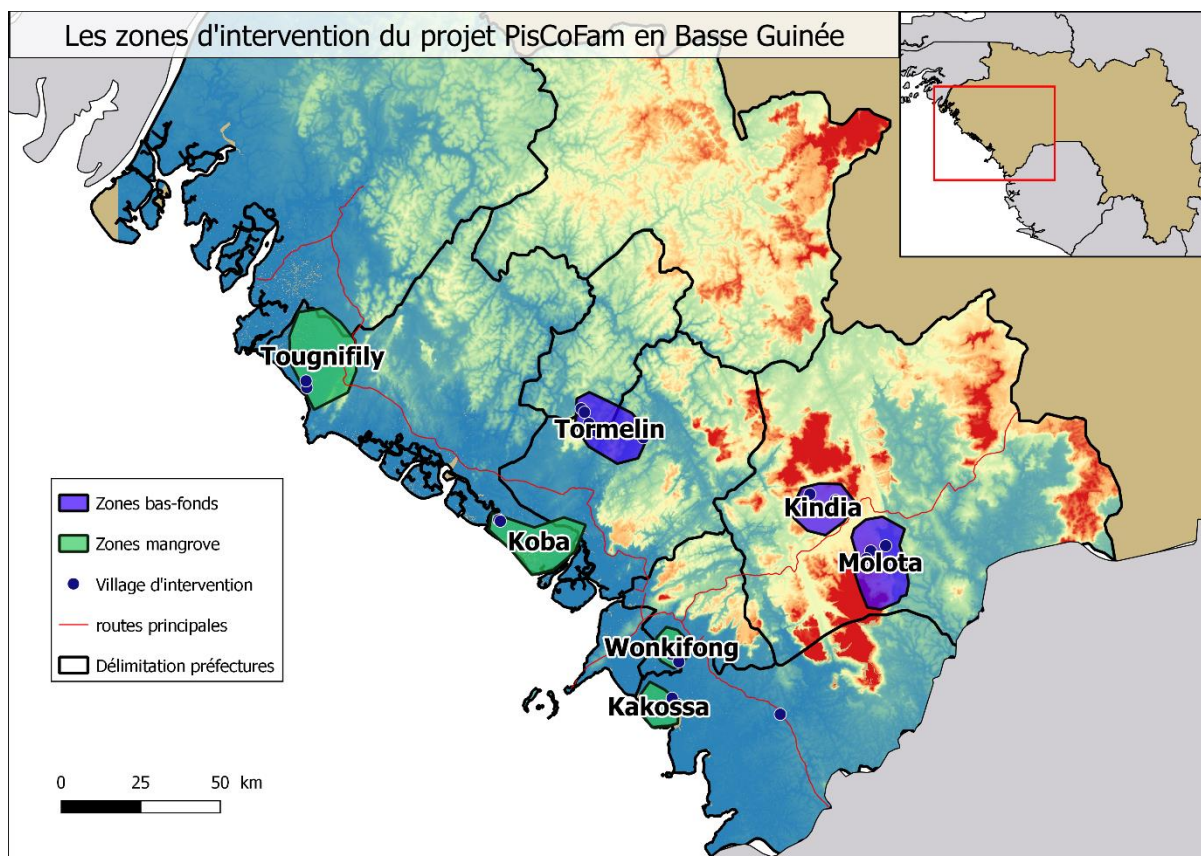 Les zones d'intervention du projet PisCoFam en Basse Guinée
Tougnifily
Tormelin
Kindia
Koba
Molota
Wonkifong
Kakossa
Zones bas-fonds
Zones mangrove
Village d'intervention
routes principales
Délimitation préfectures
0 25 50 km